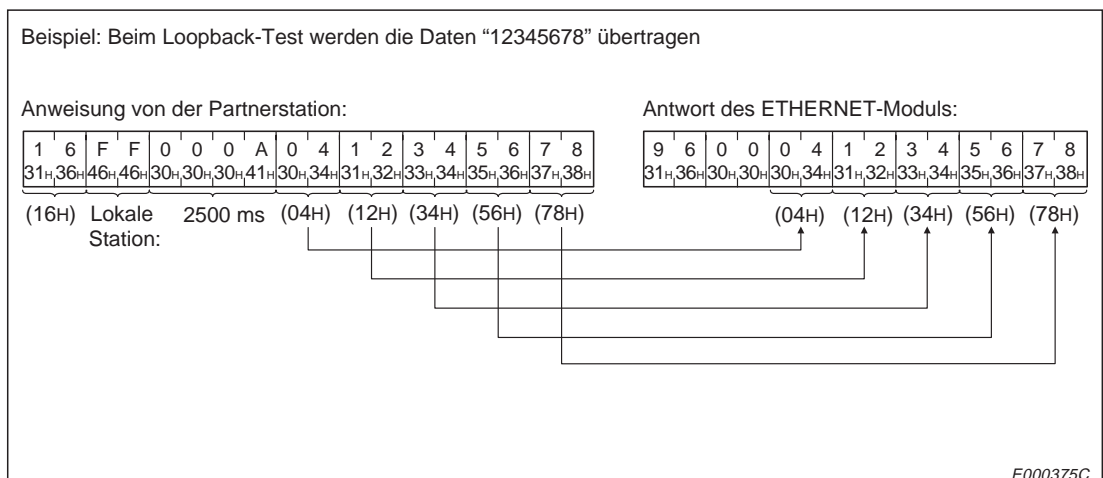 Beispiel: Beim Loopback-Test werden die Daten “12345678” übertragen
Anweisung von der Partnerstation:
1 6 F F 0 0 0 A 0 4 1 2 3 4 5 6 7 8
31H 36H 46H 46H 30H 30H 30H 41H 30H 34H 31H 32H 33H 34H 35H 36H 37H 38H
(16H) Lokale Station: 2500 ms (04H) (12H) (34H) (56H) (78H)
Antwort des ETHERNET-Moduls:
9 6 0 0 0 4 1 2 3 4 5 6 7 8
31H 36H 30H 30H 30H 34H 31H 32H 33H 34H 35H 36H 37H 38H
(04H) (12H) (34H) (56H) (78H)
E000375C